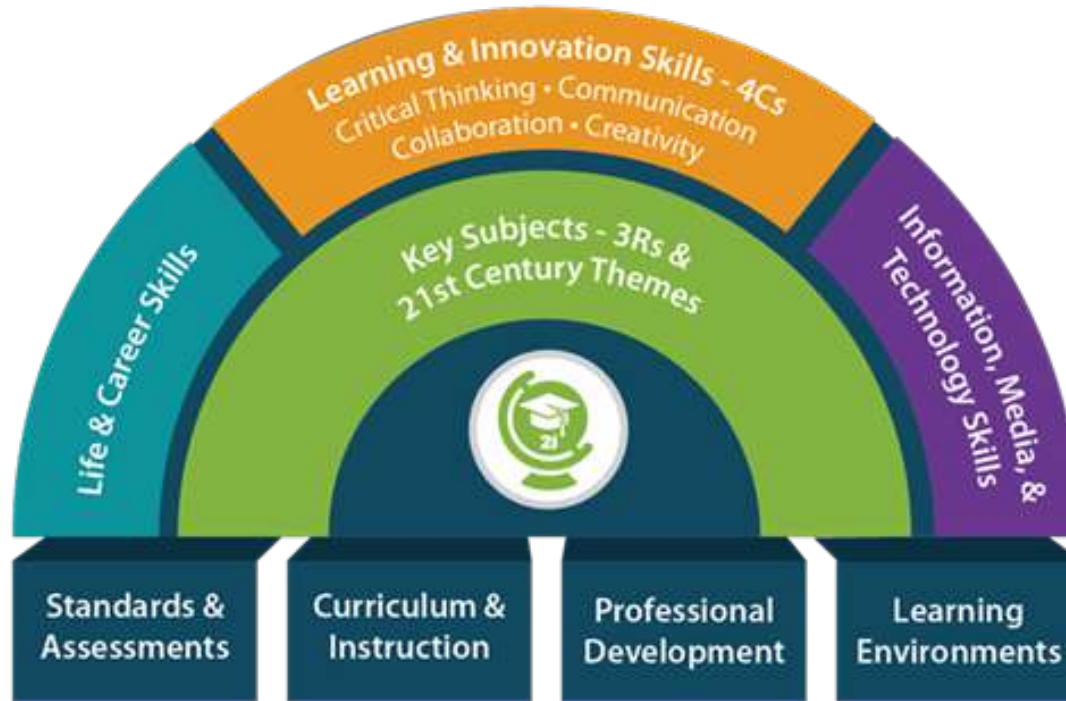 Learning & Innovation Skills - 4Cs
Critical Thinking • Communication
Collaboration • Creativity
Life & Career Skills
Key Subjects - 3Rs &
21st Century Themes
Information, Media, &
Technology Skills
21
Standards &
Assessments
Curriculum &
Instruction
Professional
Development
Learning
Environments